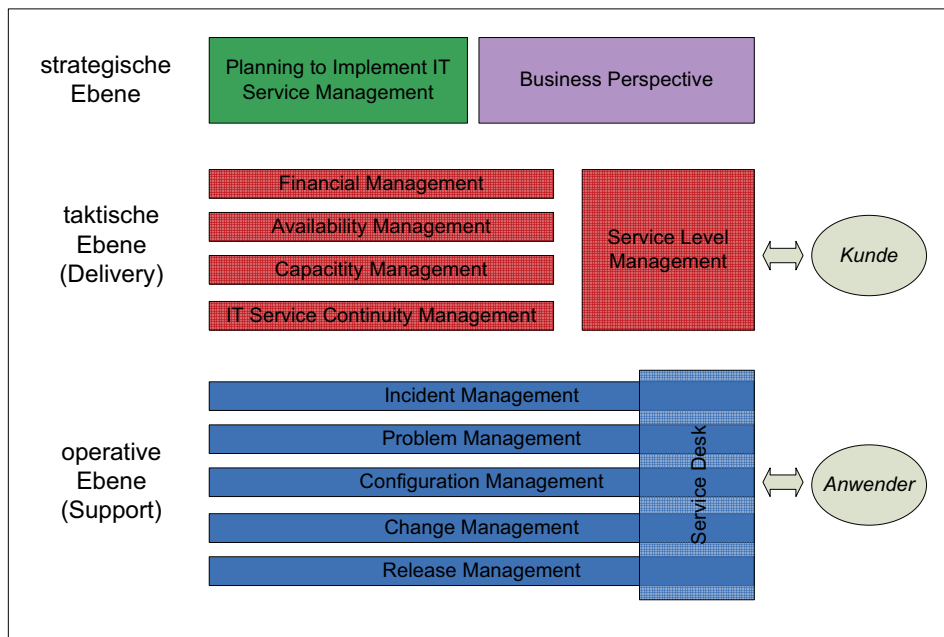 strategische
Ebene
Planning to Implement IT
Service Management
Business Perspective
taktische
Ebene
(Delivery)
Financial Management
Availability Management
Capacitity Management
IT Service Continuity Management
Service Level
Management
Kunde
operative
Ebene
(Support)
Incident Management
Problem Management
Configuration Management
Change Management
Release Management
Service Desk
Anwender